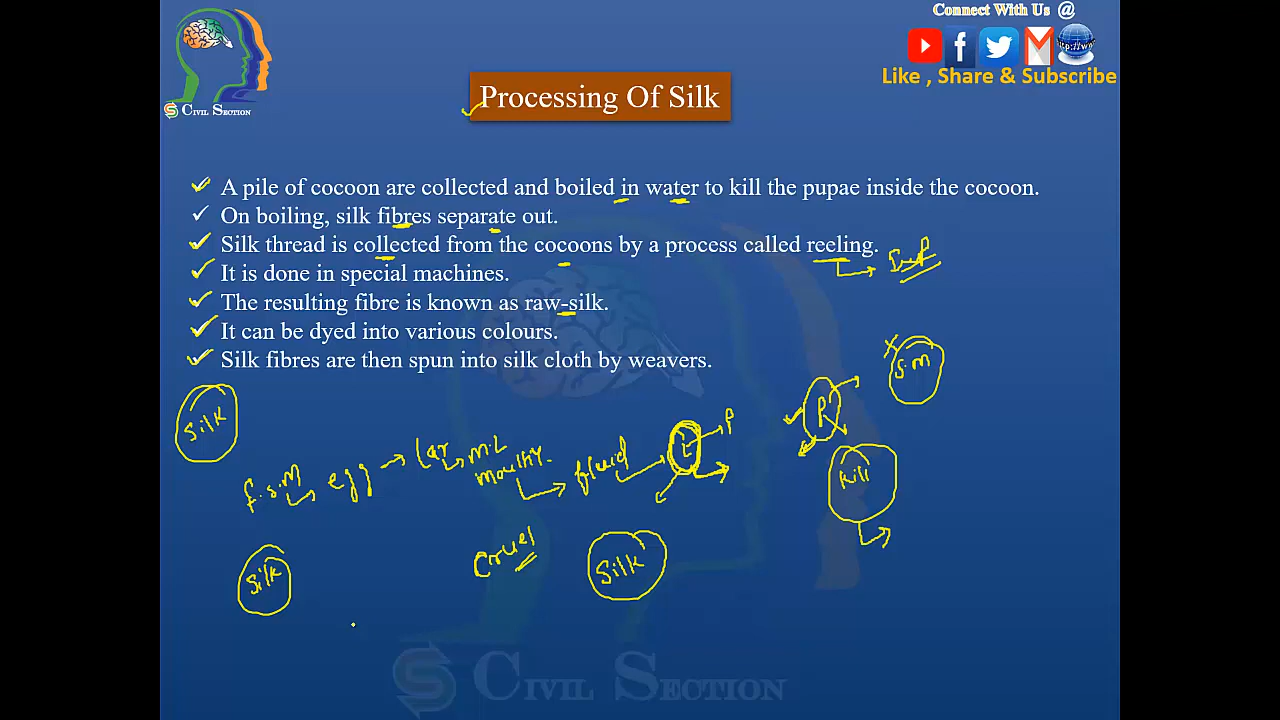 Connect With Us @
http://www
Like , Share & Subscribe
CIVIL SECTION
Processing Of Silk
A pile of cocoon are collected and boiled in water to kill the pupae inside the cocoon.
On boiling, silk fibres separate out.
Silk thread is collected from the cocoons by a process called reeling.
It is done in special machines.
The resulting fibre is known as raw-silk.
It can be dyed into various colours.
Silk fibres are then spun into silk cloth by weavers.
S.M
P
Silk
f.s.M egg lar M.L fluid L P
Kill
Cruel
Silk
Silk
CIVIL SECTION